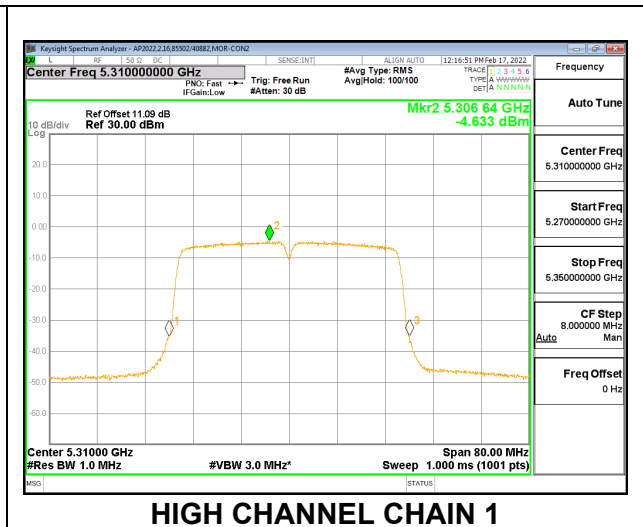 Keysight Spectrum Analyzer - AP2022.2.16,85502/40882,MOR-CON2
L RF 50 Ω DC SENSE:INT ALIGN AUTO 12:16:51 PM Feb 17, 2022
Center Freq 5.310000000 GHz
PNO: Fast
IFGain:Low
Trig: Free Run
#Atten: 30 dB
#Avg Type: RMS
Avg|Hold: 100/100
TRACE 1 2 3 4 5 6
TYPE A WWWWW
DET A N N N N N
Ref Offset 11.09 dB
Ref 30.00 dBm
10 dB/div
Log
Mkr2 5.306 64 GHz
-4.633 dBm
20.0
10.0
0.00
-10.0
-20.0
-30.0
-40.0
-50.0
-60.0
2
1
3
Center 5.31000 GHz
#Res BW 1.0 MHz
#VBW 3.0 MHz*
Span 80.00 MHz
Sweep 1.000 ms (1001 pts)
MSG
STATUS
Frequency
Auto Tune
Center Freq
5.310000000 GHz
Start Freq
5.270000000 GHz
Stop Freq
5.350000000 GHz
CF Step
8.000000 MHz
Auto Man
Freq Offset
0 Hz
HIGH CHANNEL CHAIN 1